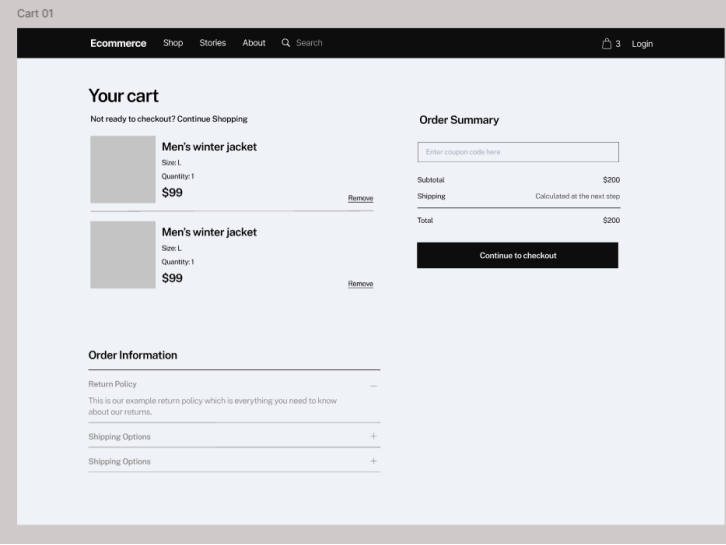 Cart 01
Ecommerce Shop Stories About Search 3 Login
Your cart
Not ready to checkout? Continue Shopping
Men's winter jacket
Size: L
Quantity: 1
$99
Remove
Men's winter jacket
Size: L
Quantity: 1
$99
Remove
Order Information
Return Policy
This is our example return policy which is everything you need to know
about our returns.
Shipping Options
Shipping Options
Order Summary
Enter coupon code here
Subtotal $200
Shipping Calculated at the next step
Total $200
Continue to checkout